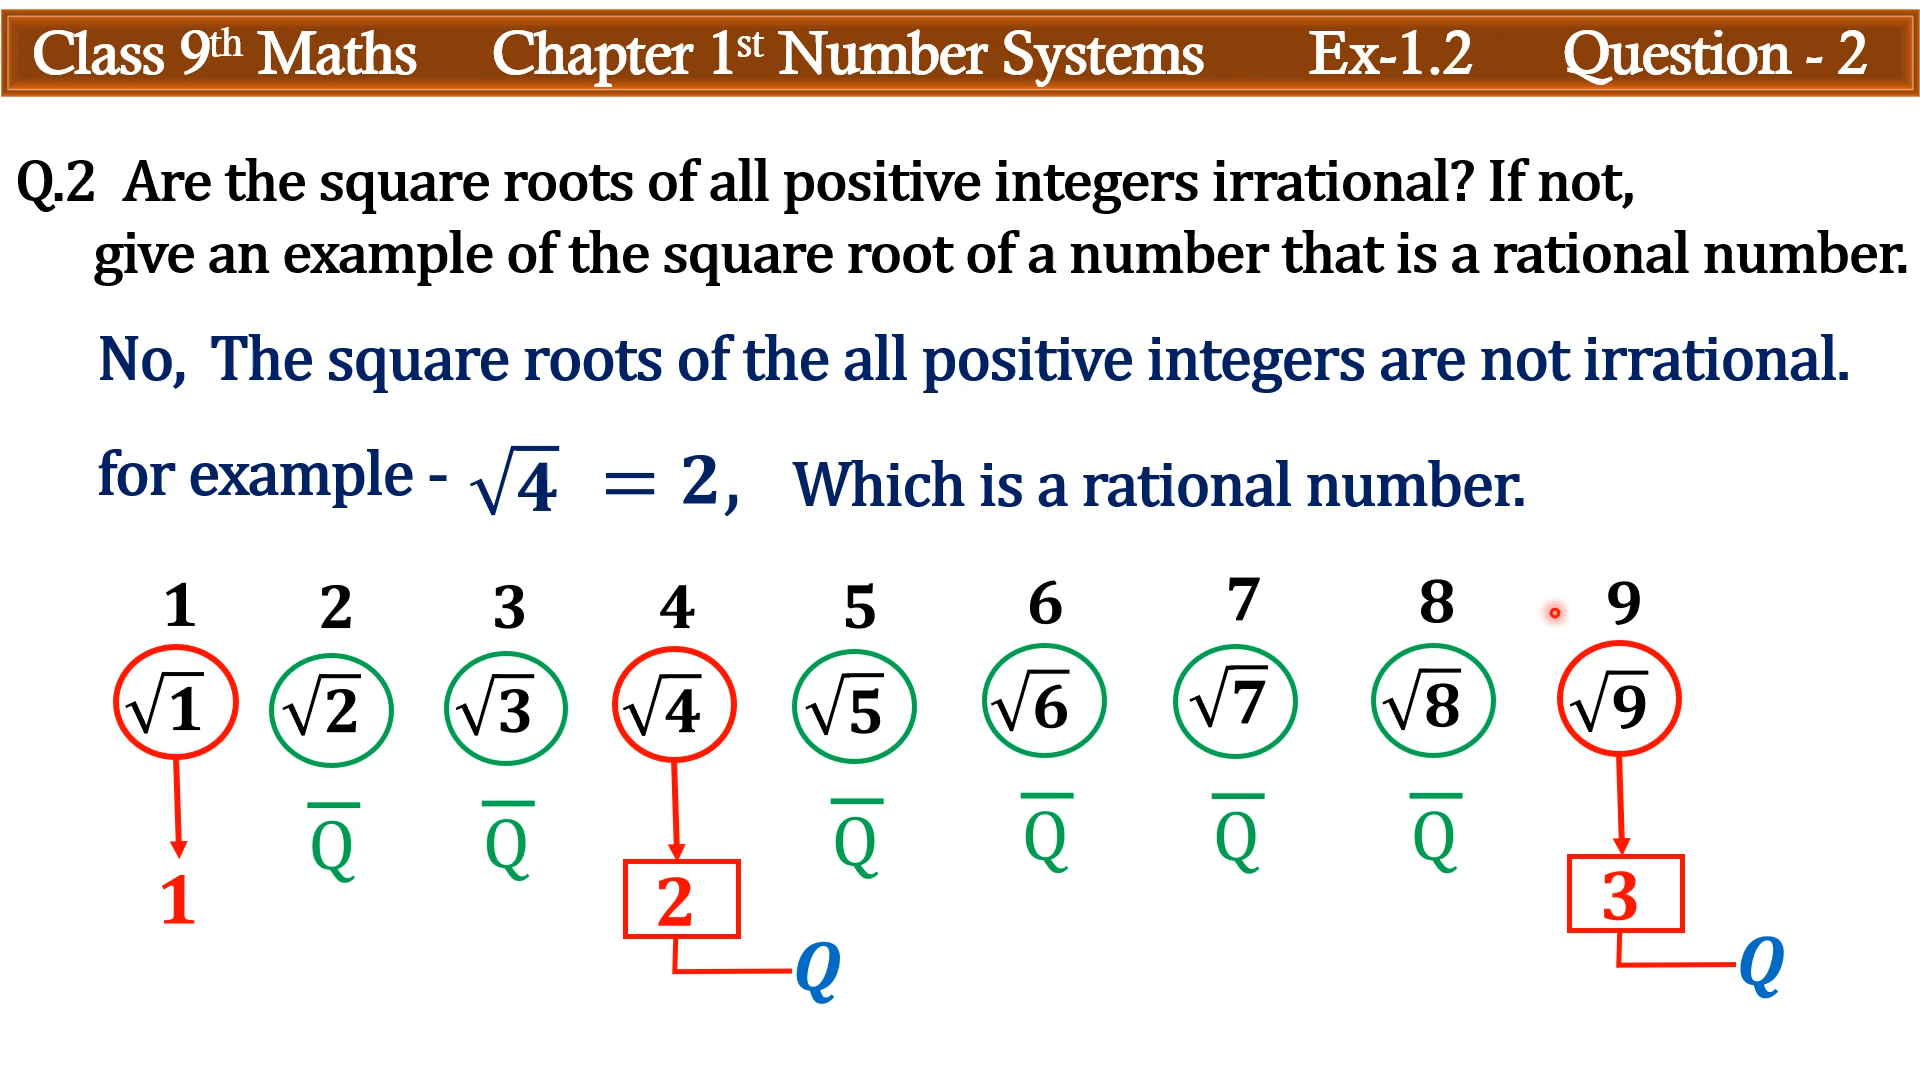 Class 9th Maths Chapter 1st Number Systems Ex-1.2 Question - 2
Q.2 Are the square roots of all positive integers irrational? If not,
give an example of the square root of a number that is a rational number.
No, The square roots of the all positive integers are not irrational.
for example - √4 = 2, Which is a rational number.
1 2 3 4 5 6 7 8 9
√1 √2 √3 √4 √5 √6 √7 √8 √9
Q̅ Q̅ Q̅ Q̅ Q̅ Q̅
1 2 3
Q Q